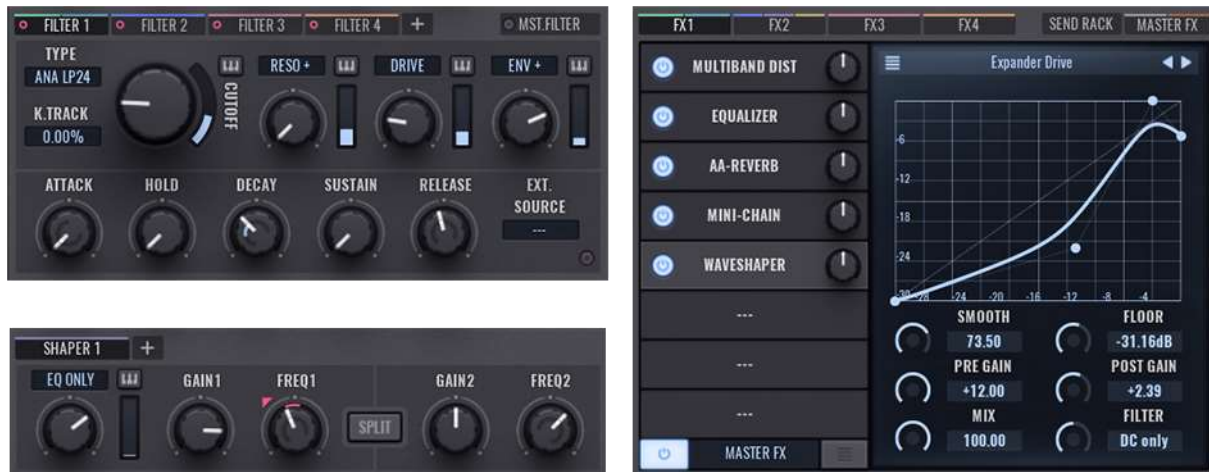 FILTER 1 FILTER 2 FILTER 3 FILTER 4 + MST.FILTER
TYPE
ANA LP24
K.TRACK
0.00%
CUTOFF
RESO + DRIVE ENV +
ATTACK HOLD DECAY SUSTAIN RELEASE EXT.
SOURCE
---
SHAPER 1 +
EQ ONLY GAIN1 FREQ1 GAIN2 FREQ2
SPLIT
FX1 FX2 FX3 FX4 SEND RACK MASTER FX
MULTIBAND DIST
EQUALIZER
AA-REVERB
MINI-CHAIN
WAVESHAPER
---
---
---
MASTER FX
Expander Drive
-6
-12
-18
-24
-30 -28 -24 -20 -16 -12 -8 -4
SMOOTH FLOOR
73.50 -31.16dB
PRE GAIN POST GAIN
+12.00 +2.39
MIX FILTER
100.00 DC only